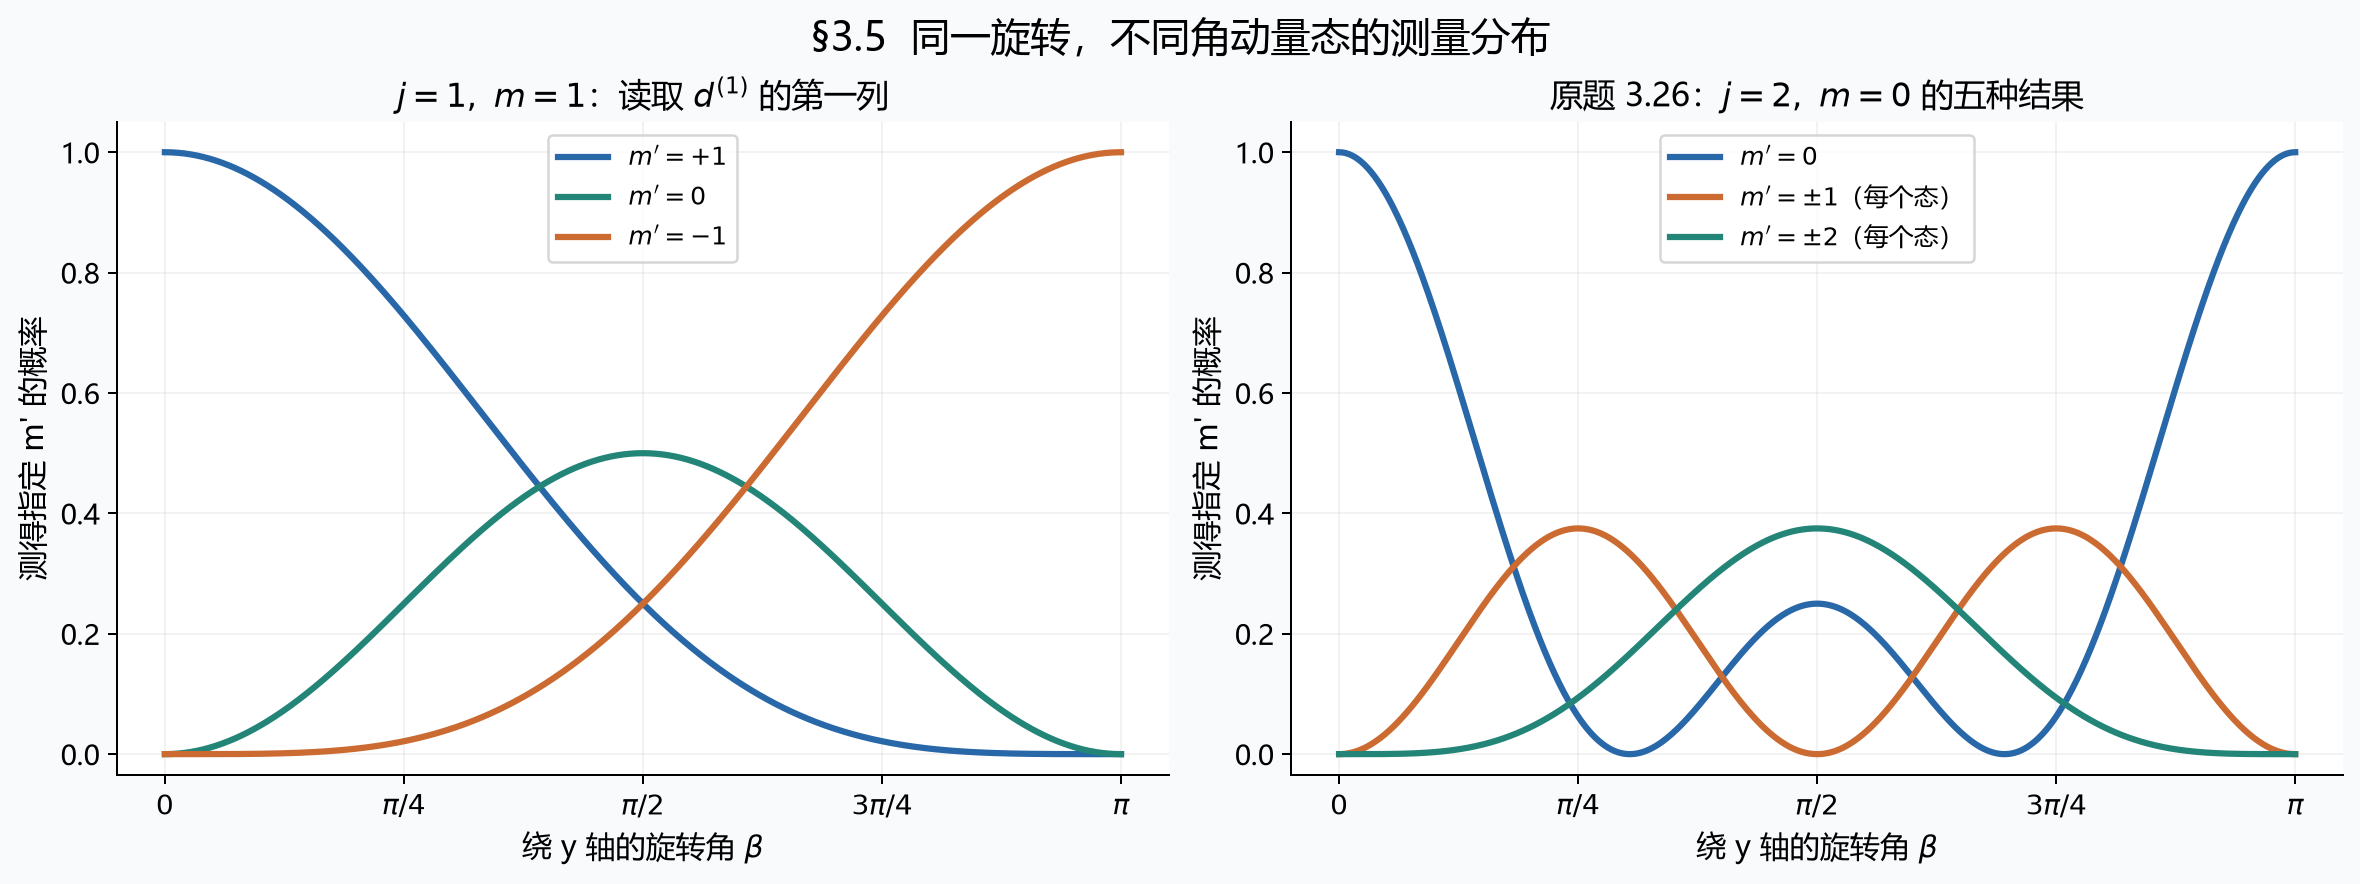 §3.5 同一旋转，不同角动量态的测量分布
j = 1, m = 1：读取 d⁽¹⁾ 的第一列
测得指定 m' 的概率
1.0
0.8
0.6
0.4
0.2
0.0
m′ = +1
m′ = 0
m′ = −1
0 π/4 π/2 3π/4 π
绕 y 轴的旋转角 β
原题 3.26：j = 2, m = 0 的五种结果
测得指定 m' 的概率
1.0
0.8
0.6
0.4
0.2
0.0
m′ = 0
m′ = ±1（每个态）
m′ = ±2（每个态）
0 π/4 π/2 3π/4 π
绕 y 轴的旋转角 β